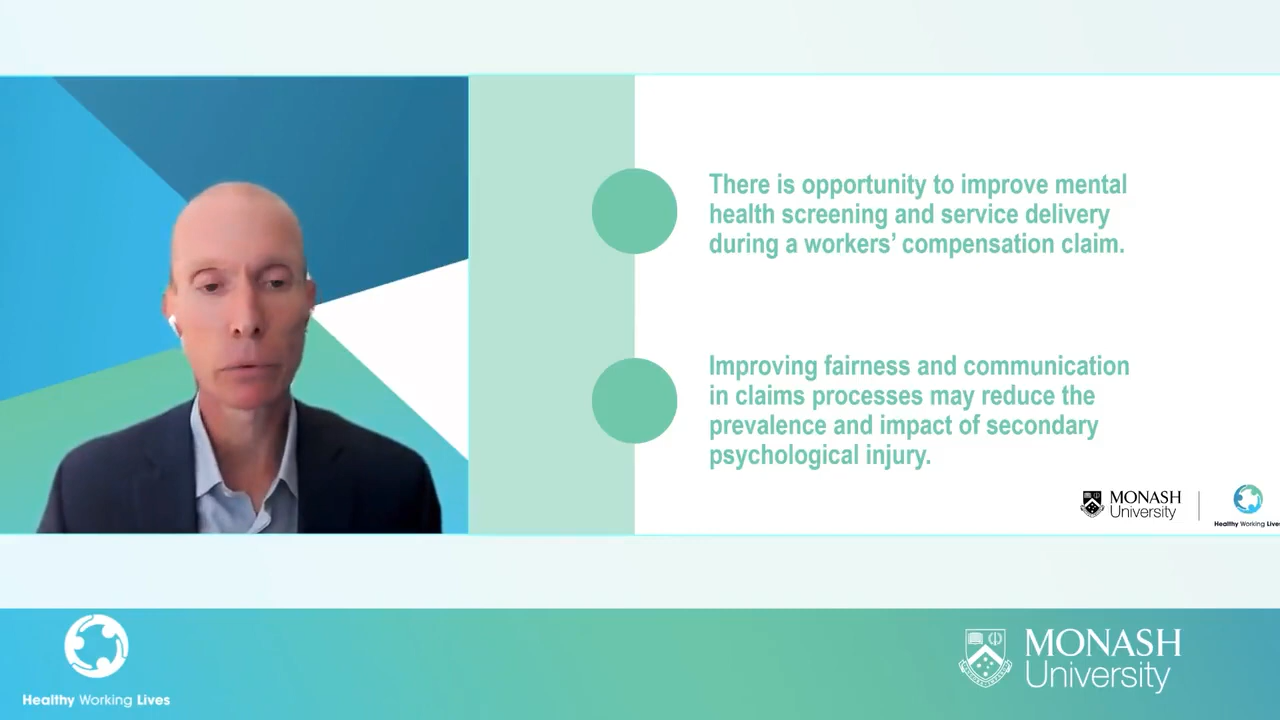 There is opportunity to improve mental
health screening and service delivery
during a workers’ compensation claim.
Improving fairness and communication
in claims processes may reduce the
prevalence and impact of secondary
psychological injury.
MONASH
University
Healthy Working Lives
Healthy Working Lives
MONASH
University